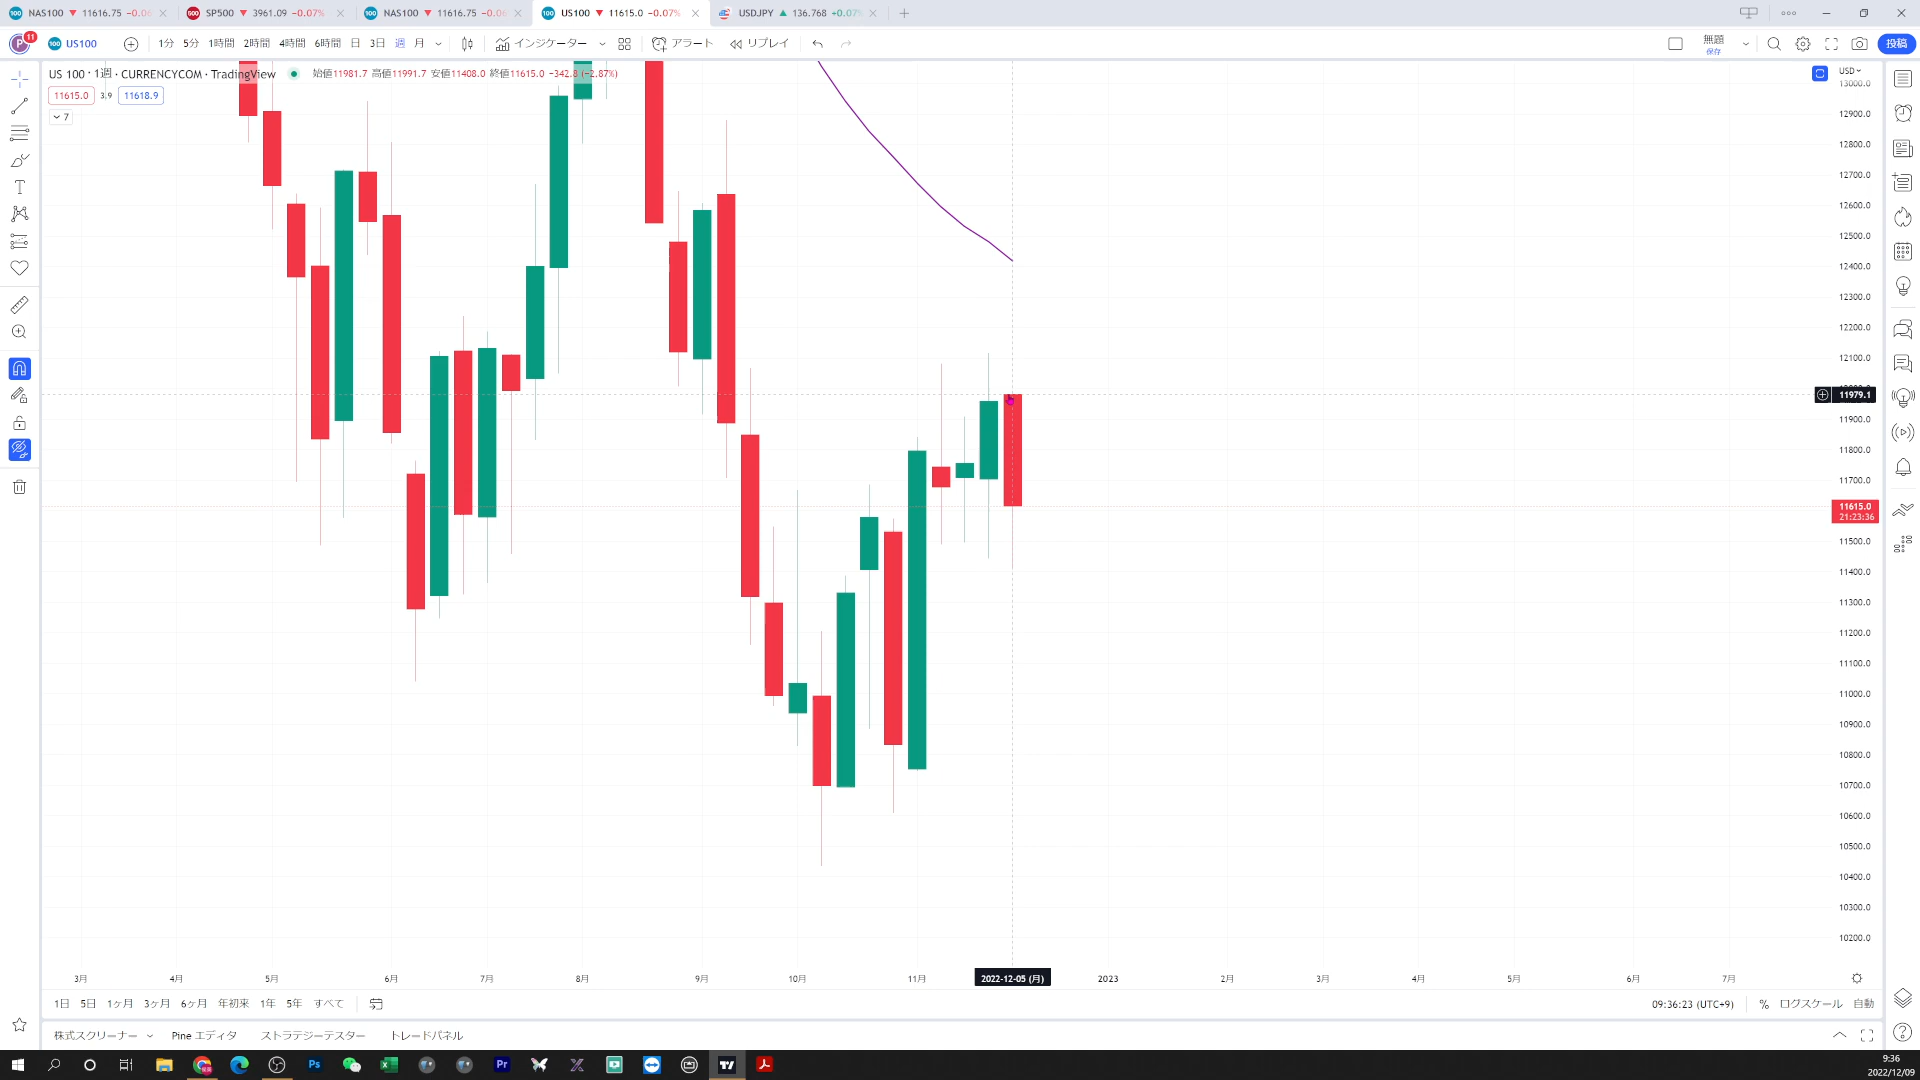 NAS100 ▼ 11616.75 −0.06
SP500 ▼ 3961.09 −0.07%
NAS100 ▼ 11616.75 −0.06
US100 ▼ 11615.0 −0.07%
USDJPY ▲ 136.768 +0.07%
P 11
100 US100
1分 5分 1時間 2時間 4時間 6時間 日 3日 週 月
インジケーター
アラート
リプレイ
無題
保存
投稿
US 100 · 1週 · CURRENCYCOM · TradingView
始値11981.7 高値11991.7 安値11408.0 終値11615.0 −342.8 (−2.87%)
11615.0 3.9 11618.9
7
USD
13000.0
12900.0
12800.0
12700.0
12600.0
12500.0
12400.0
12300.0
12200.0
12100.0
11979.1
11900.0
11800.0
11700.0
11615.0
21:23:36
11500.0
11400.0
11300.0
11200.0
11100.0
11000.0
10900.0
10800.0
10700.0
10600.0
10500.0
10400.0
10300.0
10200.0
3月 4月 5月 6月 7月 8月 9月 10月 11月 2022-12-05 (月) 2023 2月 3月 4月 5月 6月 7月
1日 5日 1ヶ月 3ヶ月 6ヶ月 年初来 1年 5年 すべて
09:36:23 (UTC+9) % ログスケール 自動
株式スクリーナー Pine エディタ ストラテジーテスター トレードパネル
Ps
Pr
9:36
2022/12/09